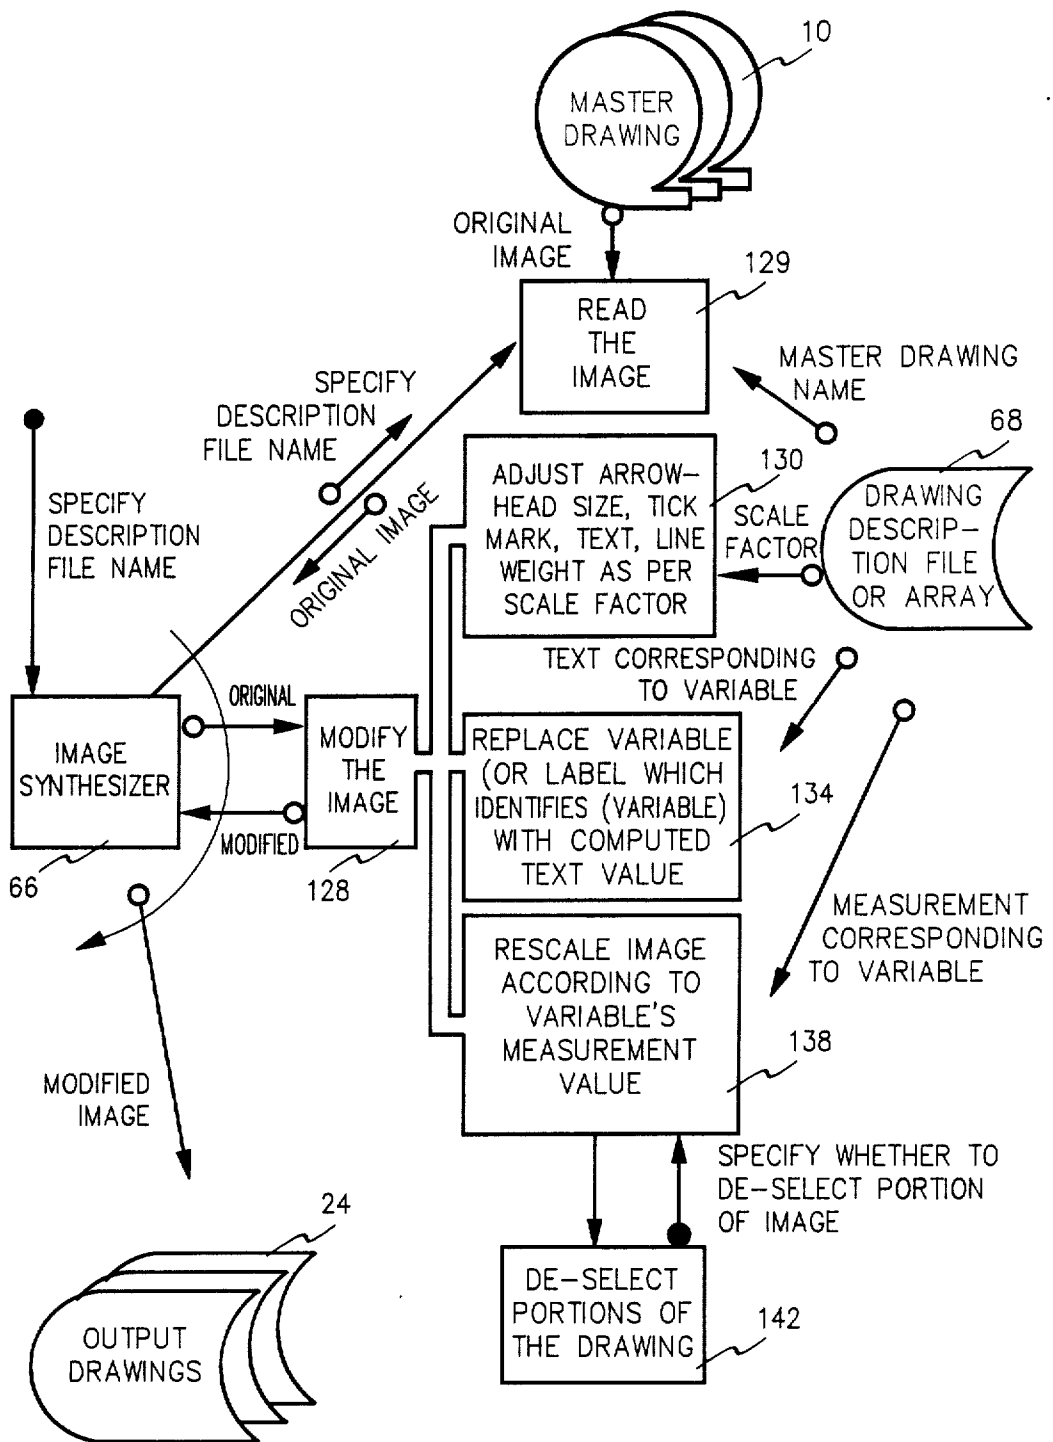 10
MASTER
DRAWING
ORIGINAL
IMAGE
129
READ
THE
IMAGE
MASTER DRAWING
NAME
SPECIFY
DESCRIPTION
FILE NAME
ORIGINAL IMAGE
SPECIFY
DESCRIPTION
FILE NAME
68
130
ADJUST ARROW-
HEAD SIZE, TICK
MARK, TEXT, LINE
WEIGHT AS PER
SCALE FACTOR
SCALE
FACTOR
DRAWING
DESCRIP-
TION FILE
OR ARRAY
TEXT CORRESPONDING
TO VARIABLE
ORIGINAL
IMAGE
SYNTHESIZER
MODIFY
THE
IMAGE
MODIFIED
66
128
REPLACE VARIABLE
(OR LABEL WHICH
IDENTIFIES (VARIABLE)
WITH COMPUTED
TEXT VALUE
134
MEASUREMENT
CORRESPONDING
TO VARIABLE
RESCALE IMAGE
ACCORDING TO
VARIABLE'S
MEASUREMENT
VALUE
138
MODIFIED
IMAGE
SPECIFY WHETHER TO
DE-SELECT PORTION
OF IMAGE
24
DE-SELECT
PORTIONS OF
THE DRAWING
142
OUTPUT
DRAWINGS